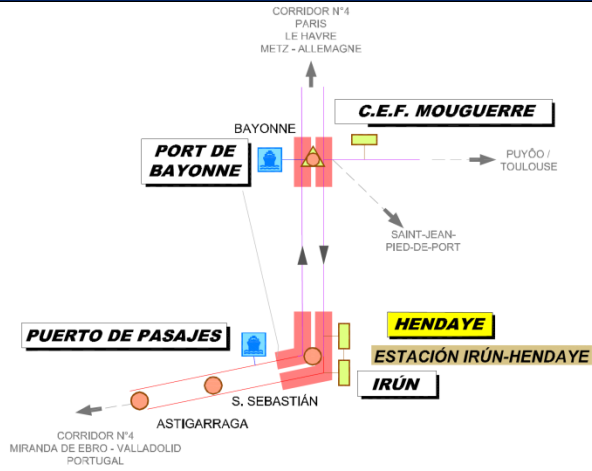 CORRIDOR N°4
PARIS
LE HAVRE
METZ - ALLEMAGNE
C.E.F. MOUGUERRE
BAYONNE
PORT DE
BAYONNE
PUYÔO /
TOULOUSE
SAINT-JEAN-
PIED-DE-PORT
PUERTO DE PASAJES
HENDAYE
ESTACIÓN IRÚN-HENDAYE
IRÚN
S. SEBASTIÁN
ASTIGARRAGA
CORRIDOR N°4
MIRANDA DE EBRO - VALLADOLID
PORTUGAL